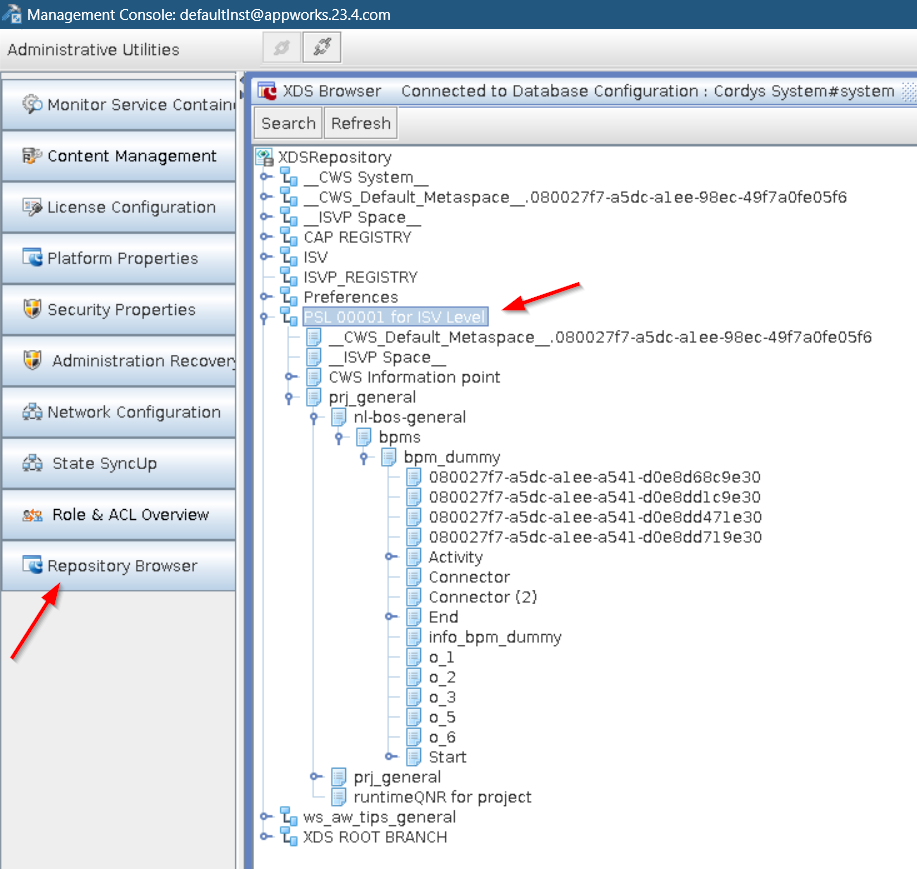 Management Console: defaultInst@appworks.23.4.com
Administrative Utilities
Monitor Service Contain
Content Management
License Configuration
Platform Properties
Security Properties
Administration Recovery
Network Configuration
State SyncUp
Role & ACL Overview
Repository Browser
XDS Browser Connected to Database Configuration : Cordys System#system
Search Refresh
XDSRepository
__CWS System__
__CWS_Default_Metaspace__.080027f7-a5dc-a1ee-98ec-49f7a0fe05f6
__ISVP Space__
CAP REGISTRY
ISV
ISVP_REGISTRY
Preferences
PSL 00001 for ISV Level
__CWS_Default_Metaspace__.080027f7-a5dc-a1ee-98ec-49f7a0fe05f6
__ISVP Space__
CWS Information point
prj_general
nl-bos-general
bpms
bpm_dummy
080027f7-a5dc-a1ee-a541-d0e8d68c9e30
080027f7-a5dc-a1ee-a541-d0e8dd1c9e30
080027f7-a5dc-a1ee-a541-d0e8dd471e30
080027f7-a5dc-a1ee-a541-d0e8dd719e30
Activity
Connector
Connector (2)
End
info_bpm_dummy
o_1
o_2
o_3
o_5
o_6
Start
prj_general
runtimeQNR for project
ws_aw_tips_general
XDS ROOT BRANCH